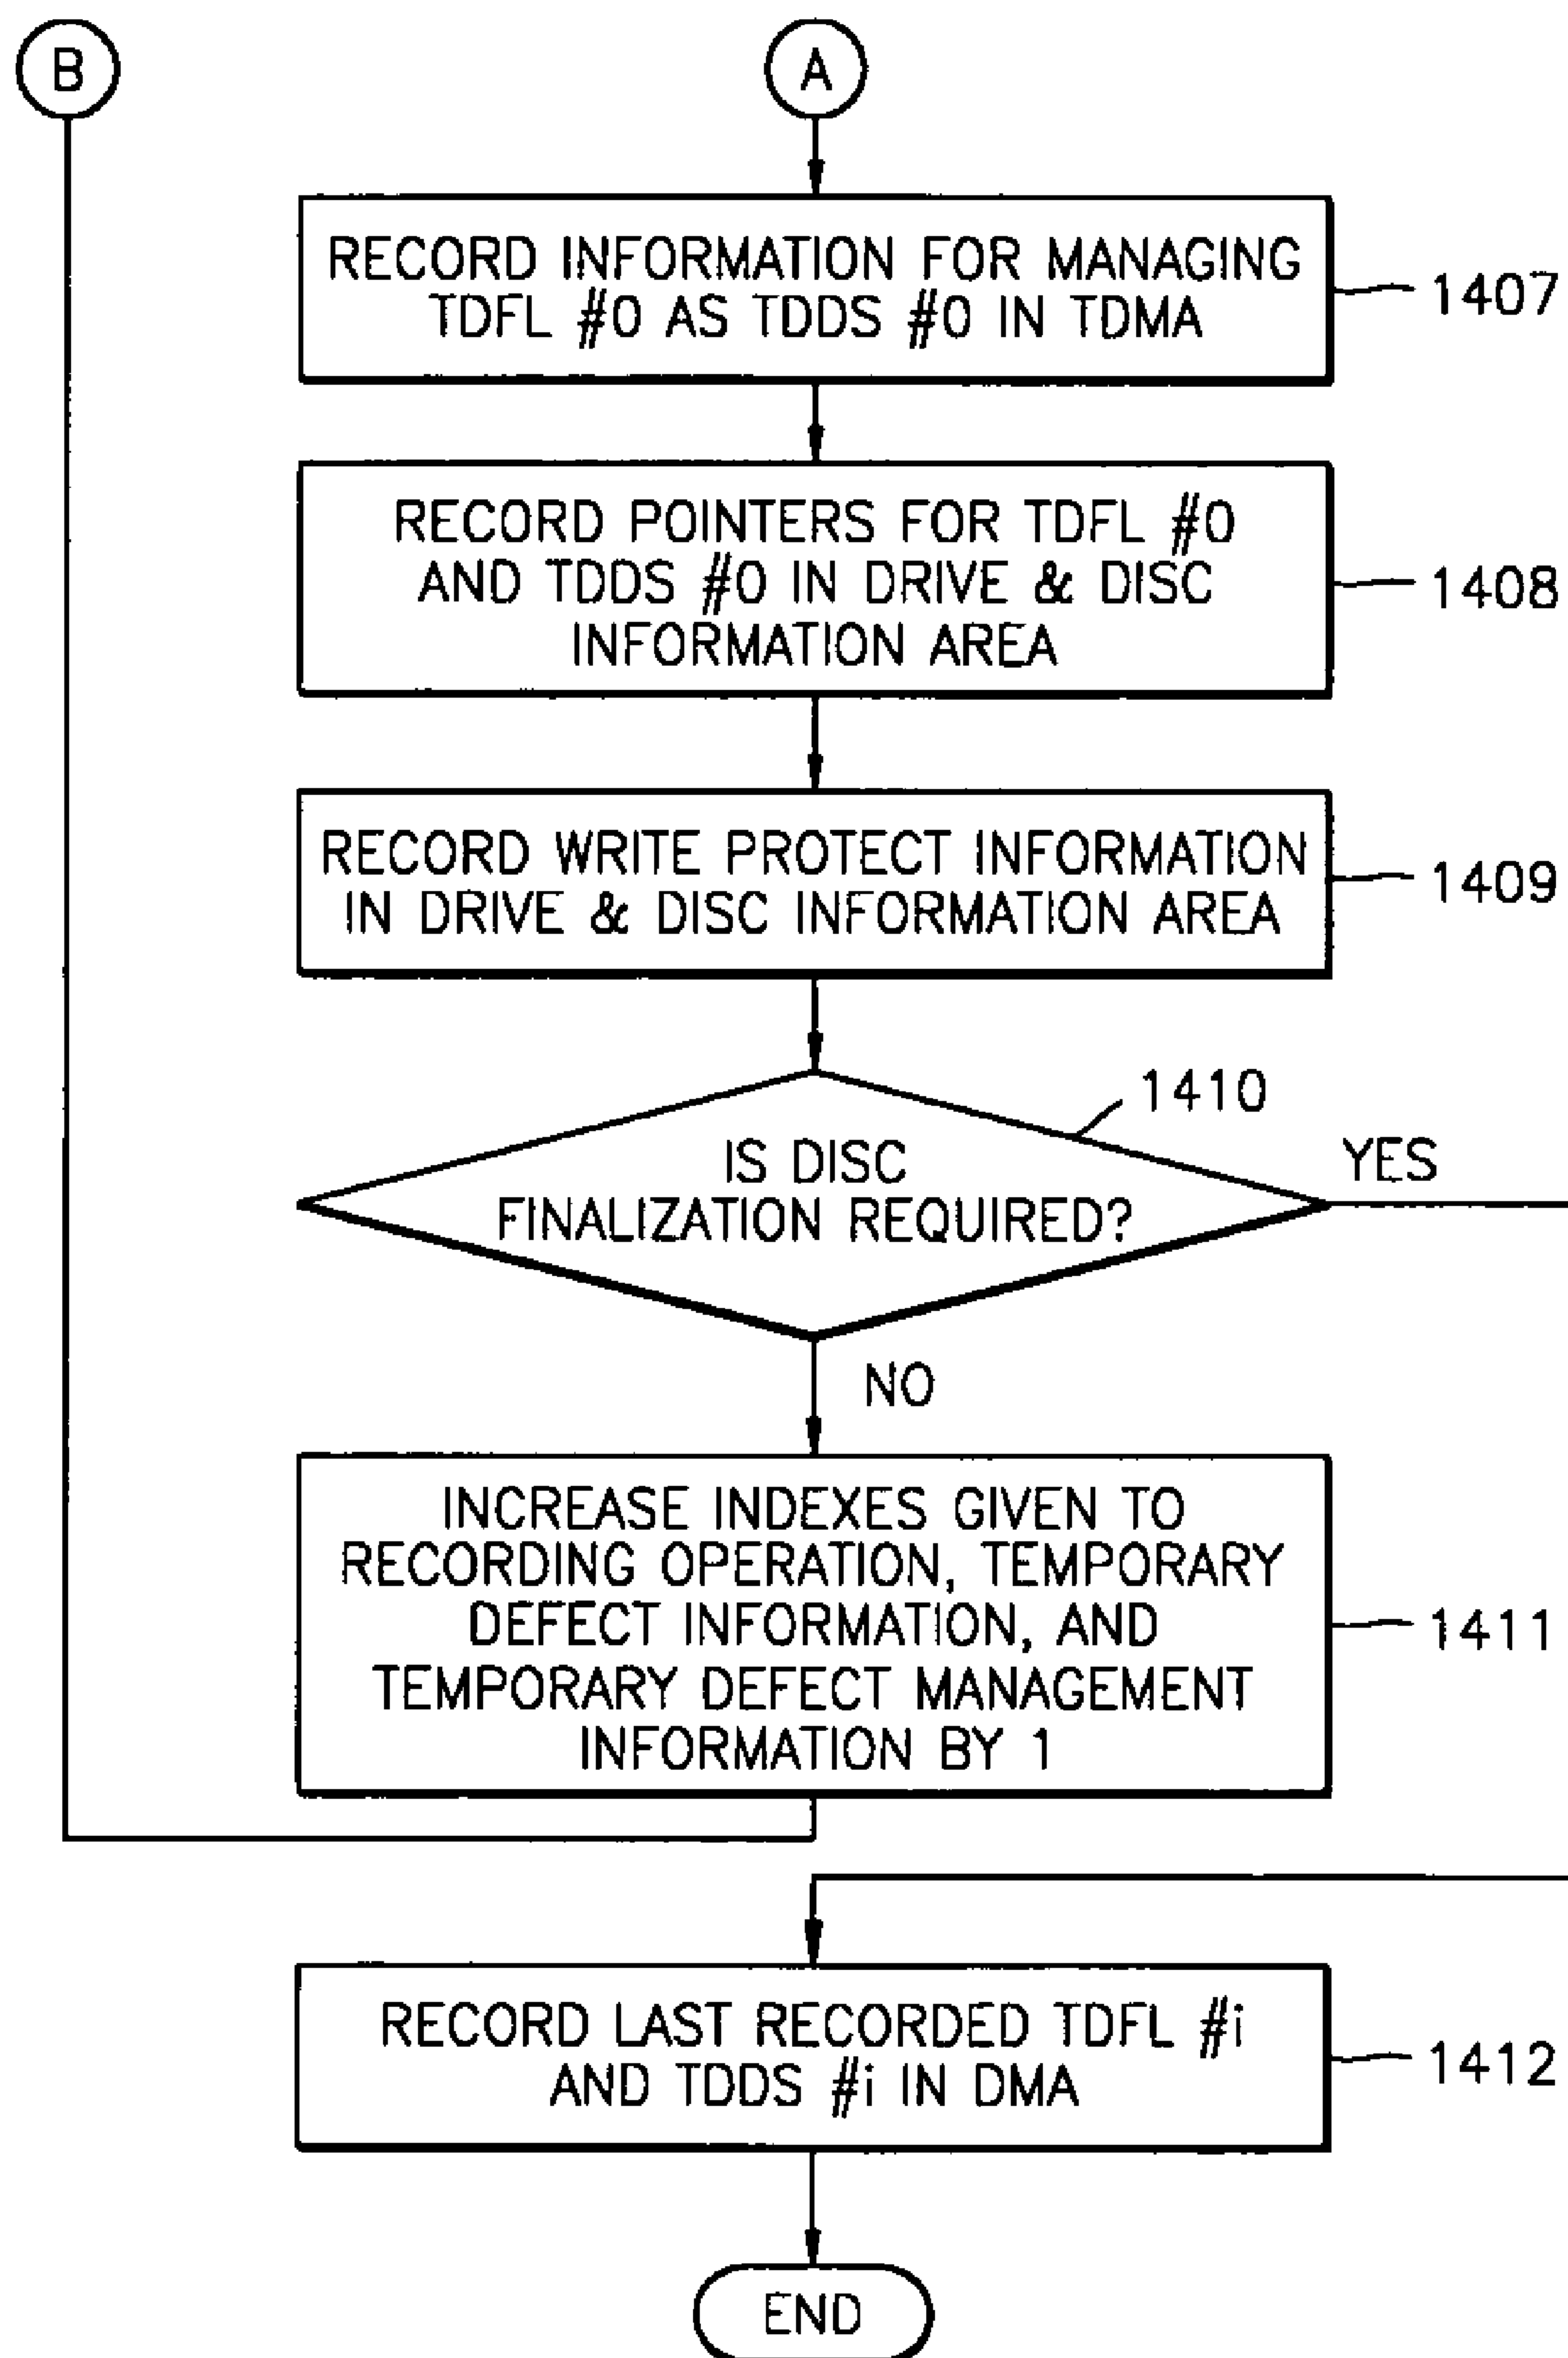 B
A
RECORD INFORMATION FOR MANAGING
TDFL #0 AS TDDS #0 IN TDMA
1407
RECORD POINTERS FOR TDFL #0
AND TDDS #0 IN DRIVE & DISC
INFORMATION AREA
1408
RECORD WRITE PROTECT INFORMATION
IN DRIVE & DISC INFORMATION AREA
1409
1410
IS DISC
FINALIZATION REQUIRED?
YES
NO
INCREASE INDEXES GIVEN TO
RECORDING OPERATION, TEMPORARY
DEFECT INFORMATION, AND
TEMPORARY DEFECT MANAGEMENT
INFORMATION BY 1
1411
RECORD LAST RECORDED TDFL #i
AND TDDS #i IN DMA
1412
END